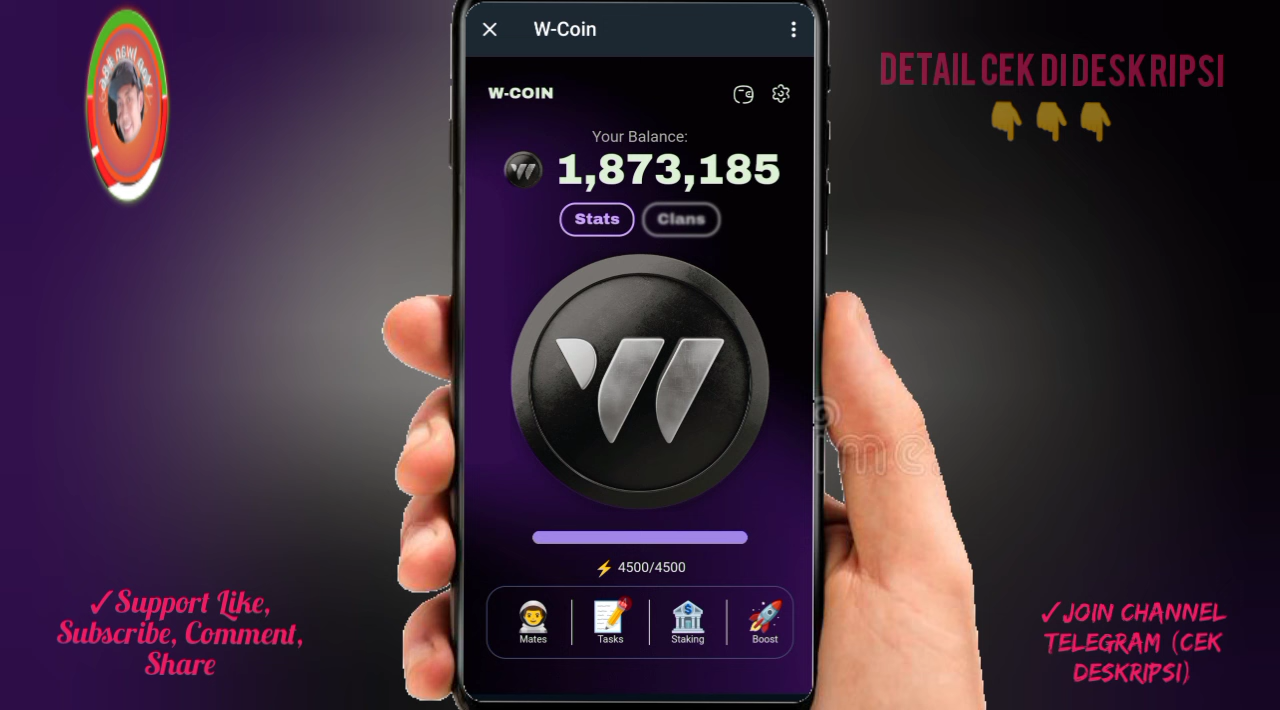 W-Coin
W-COIN
Your Balance:
1,873,185
Stats
Clans
4500/4500
Mates
Tasks
Staking
Boost
DETAIL CEK DI DESKRIPSI
✓Support Like,
Subscribe, Comment,
Share
✓JOIN CHANNEL
TELEGRAM (CEK
DESKRIPSI)